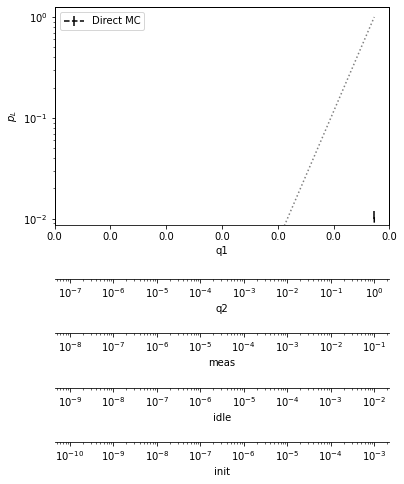 10⁰
Direct MC
10⁻¹
p_L
10⁻²
0.0 0.0 0.0 0.0 0.0 0.0 0.0
q1
10⁻⁷ 10⁻⁶ 10⁻⁵ 10⁻⁴ 10⁻³ 10⁻² 10⁻¹ 10⁰
q2
10⁻⁸ 10⁻⁷ 10⁻⁶ 10⁻⁵ 10⁻⁴ 10⁻³ 10⁻² 10⁻¹
meas
10⁻⁹ 10⁻⁸ 10⁻⁷ 10⁻⁶ 10⁻⁵ 10⁻⁴ 10⁻³ 10⁻²
idle
10⁻¹⁰ 10⁻⁹ 10⁻⁸ 10⁻⁷ 10⁻⁶ 10⁻⁵ 10⁻⁴ 10⁻³
init